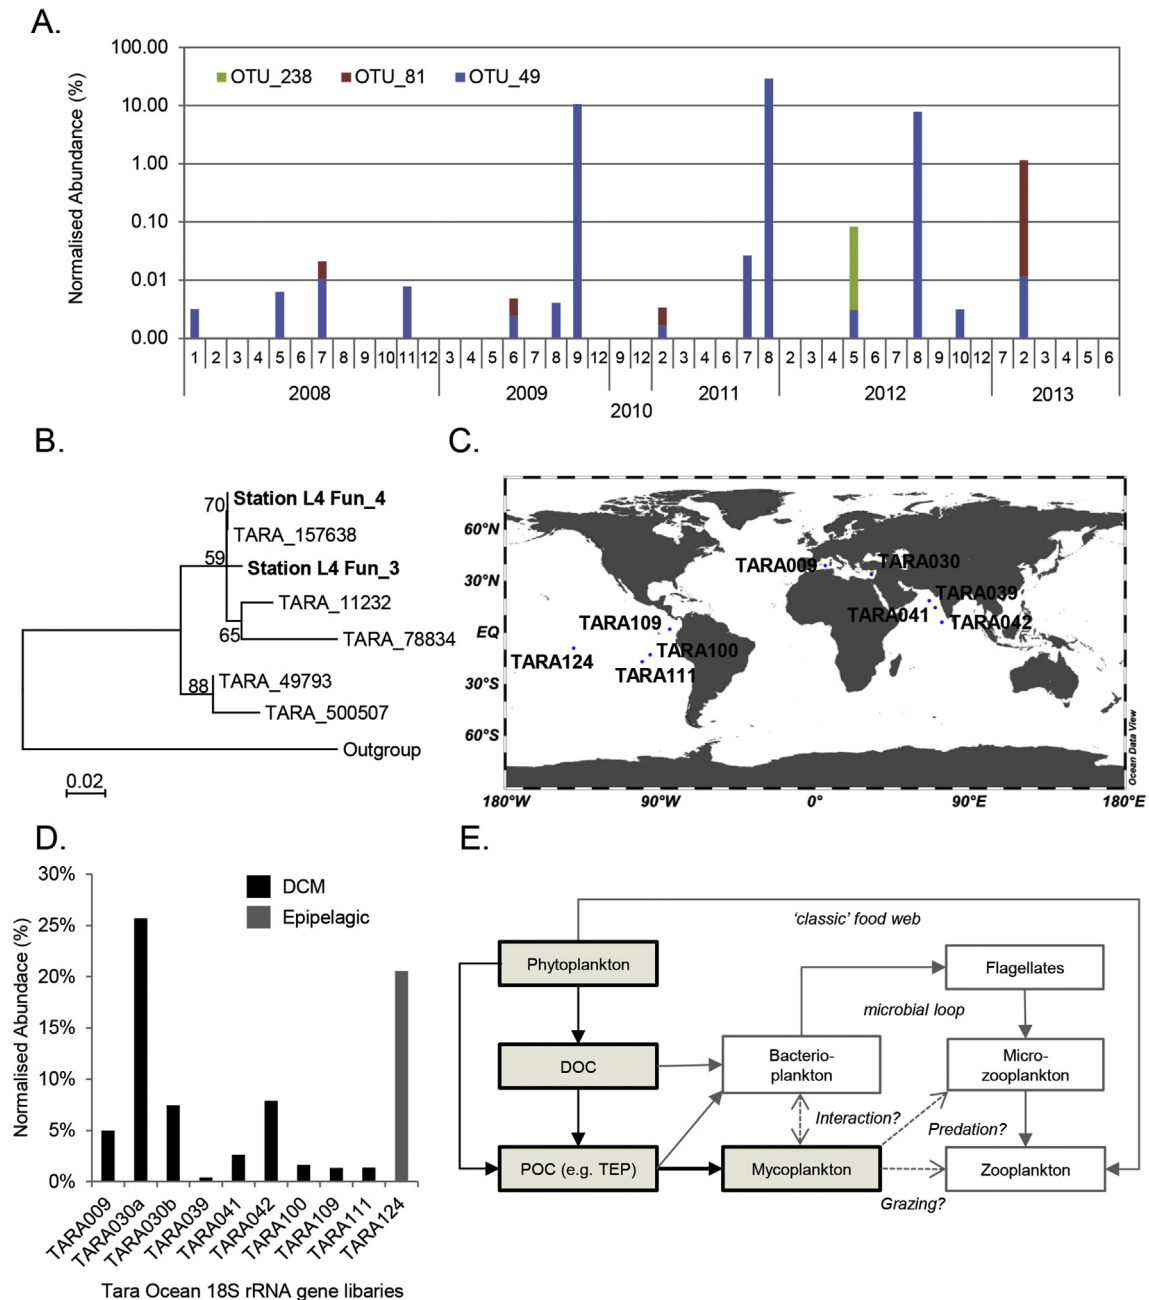 A.
Normalised Abundance (%)
100.00
10.00
1.00
0.10
0.01
0.00
OTU_238 OTU_81 OTU_49
1 2 3 4 5 6 7 8 9 10 11 12 3 4 5 6 7 8 9 12 9 12 2 3 4 6 7 8 2 3 4 5 6 7 8 9 10 12 7 2 3 4 5 6
2008 2009 2010 2011 2012 2013
B.
70
Station L4 Fun_4
TARA_157638
59
Station L4 Fun_3
TARA_11232
65
TARA_78834
88
TARA_49793
TARA_500507
Outgroup
0.02
C.
60°N
30°N
EQ
30°S
60°S
TARA009
TARA030
TARA039
TARA041
TARA042
TARA109
TARA100
TARA124
TARA111
Ocean Data View
180°W 90°W 0° 90°E 180°E
D.
Normalised Abundace (%)
30%
25%
20%
15%
10%
5%
0%
DCM
Epipelagic
TARA009
TARA030a
TARA030b
TARA039
TARA041
TARA042
TARA100
TARA109
TARA111
TARA124
Tara Ocean 18S rRNA gene libaries
E.
'classic' food web
Phytoplankton
Flagellates
microbial loop
DOC
Bacterio-
plankton
Micro-
zooplankton
Interaction?
Predation?
POC (e.g. TEP)
Mycoplankton
Zooplankton
Grazing?